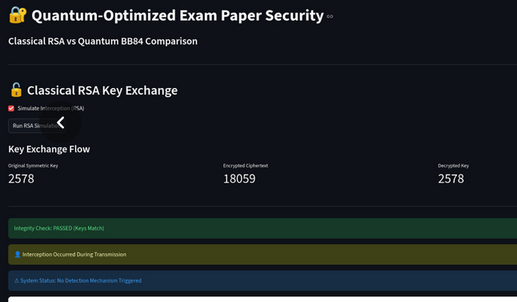 🔐 Quantum-Optimized Exam Paper Security
Classical RSA vs Quantum BB84 Comparison
🔓 Classical RSA Key Exchange
Simulate Interception (RSA)
Run RSA Simulation
Key Exchange Flow
Original Symmetric Key
Encrypted Ciphertext
Decrypted Key
2578
18059
2578
Integrity Check: PASSED (Keys Match)
👤 Interception Occurred During Transmission
⚠ System Status: No Detection Mechanism Triggered